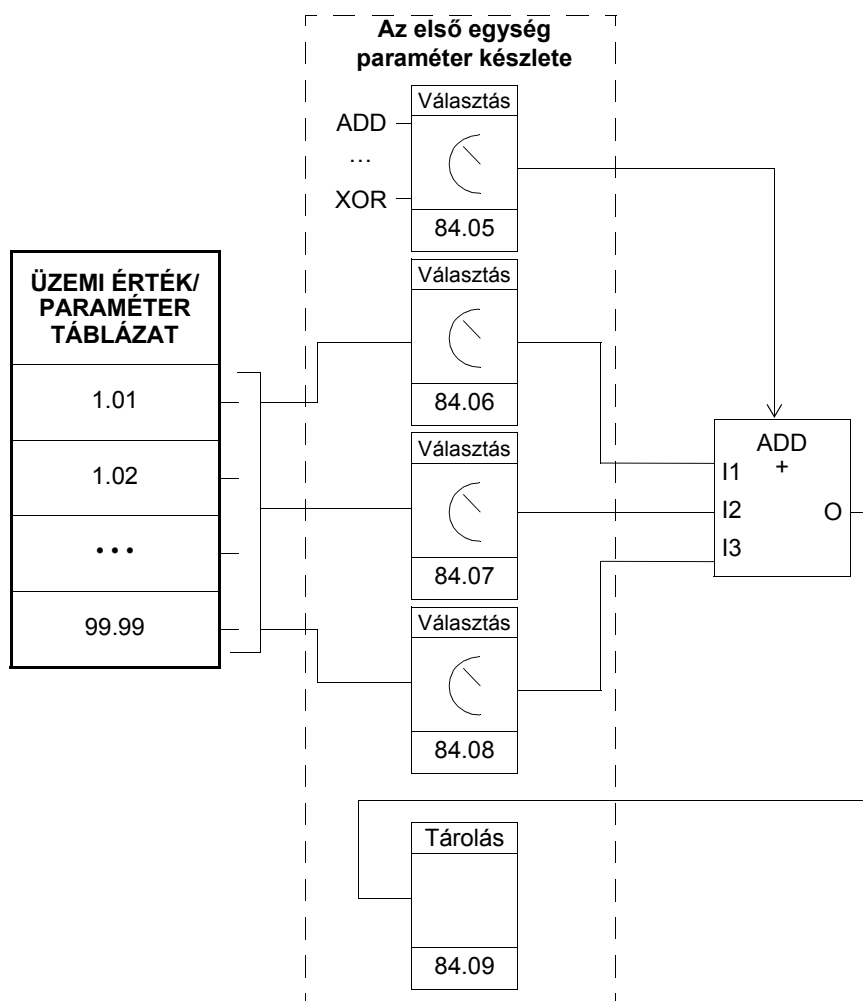 Az első egység
paraméter készlete
Választás
ADD
...
XOR
84.05
Választás
84.06
Választás
84.07
Választás
84.08
Tárolás
84.09
ÜZEMI ÉRTÉK/
PARAMÉTER
TÁBLÁZAT
1.01
1.02
...
99.99
ADD
+
I1
I2
I3
O